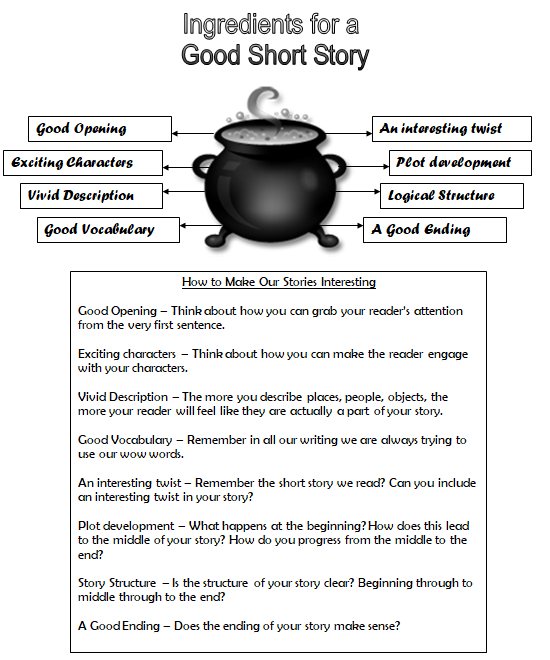 Ingredients for a
Good Short Story
Good Opening
An interesting twist
Exciting Characters
Plot development
Vivid Description
Logical Structure
Good Vocabulary
A Good Ending
How to Make Our Stories Interesting
Good Opening – Think about how you can grab your reader's attention
from the very first sentence.
Exciting characters – Think about how you can make the reader engage
with your characters.
Vivid Description – The more you describe places, people, objects, the
more your reader will feel like they are actually a part of your story.
Good Vocabulary – Remember in all our writing we are always trying to
use our wow words.
An interesting twist – Remember the short story we read? Can you include
an interesting twist in your story?
Plot development – What happens at the beginning? How does this lead
to the middle of your story? How do you progress from the middle to the
end?
Story Structure – Is the structure of your story clear? Beginning through to
middle through to the end?
A Good Ending – Does the ending of your story make sense?